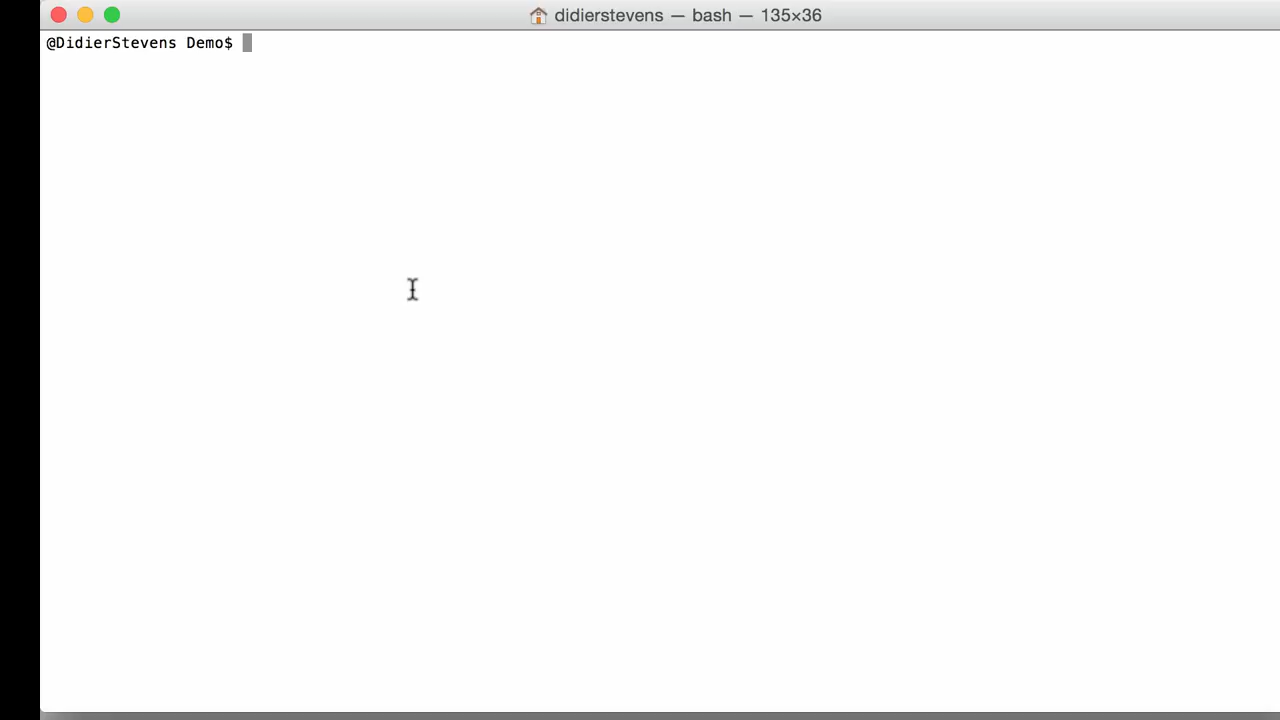 didierstevens — bash — 135×36
@DidierStevens Demo$